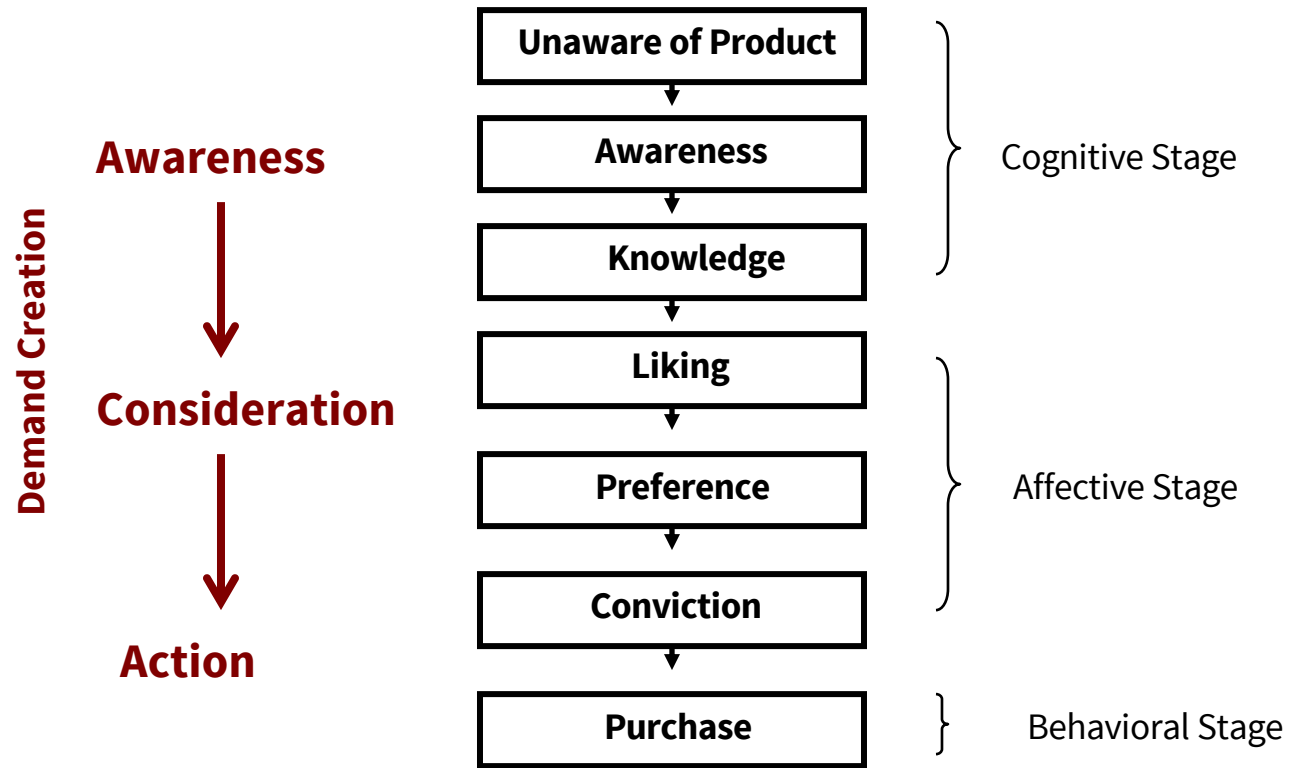 Demand Creation
Awareness
Consideration
Action
Unaware of Product
Awareness
Knowledge
Liking
Preference
Conviction
Purchase
Cognitive Stage
Affective Stage
Behavioral Stage